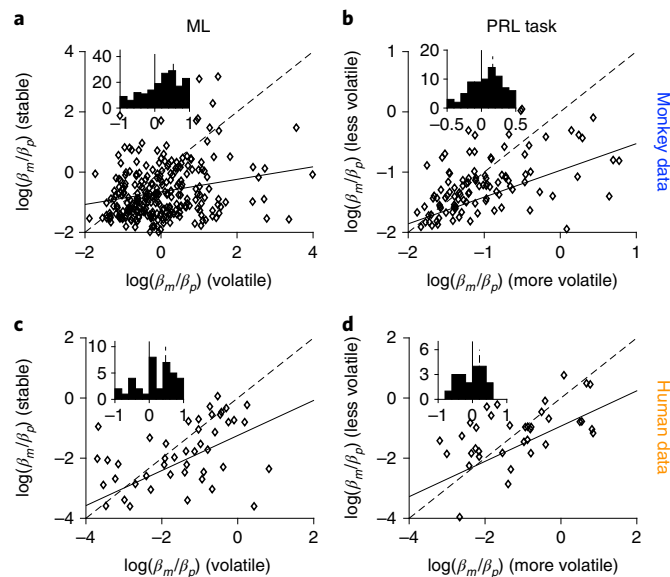 a ML b PRL task
4
2
0
−2
−2 0 2 4
log(βm/βp) (stable)
log(βm/βp) (volatile)
40
20
0
−1 0 1
1
0
−1
−2
−2 −1 0 1
log(βm/βp) (less volatile)
log(βm/βp) (more volatile)
20
10
0
−0.5 0 0.5
Monkey data
c d
2
0
−2
−4
−4 −2 0 2
log(βm/βp) (stable)
log(βm/βp) (volatile)
10
5
0
−1 0 1
2
0
−2
−4
−4 −2 0 2
log(βm/βp) (less volatile)
log(βm/βp) (more volatile)
6
3
0
−1 0 1
Human data